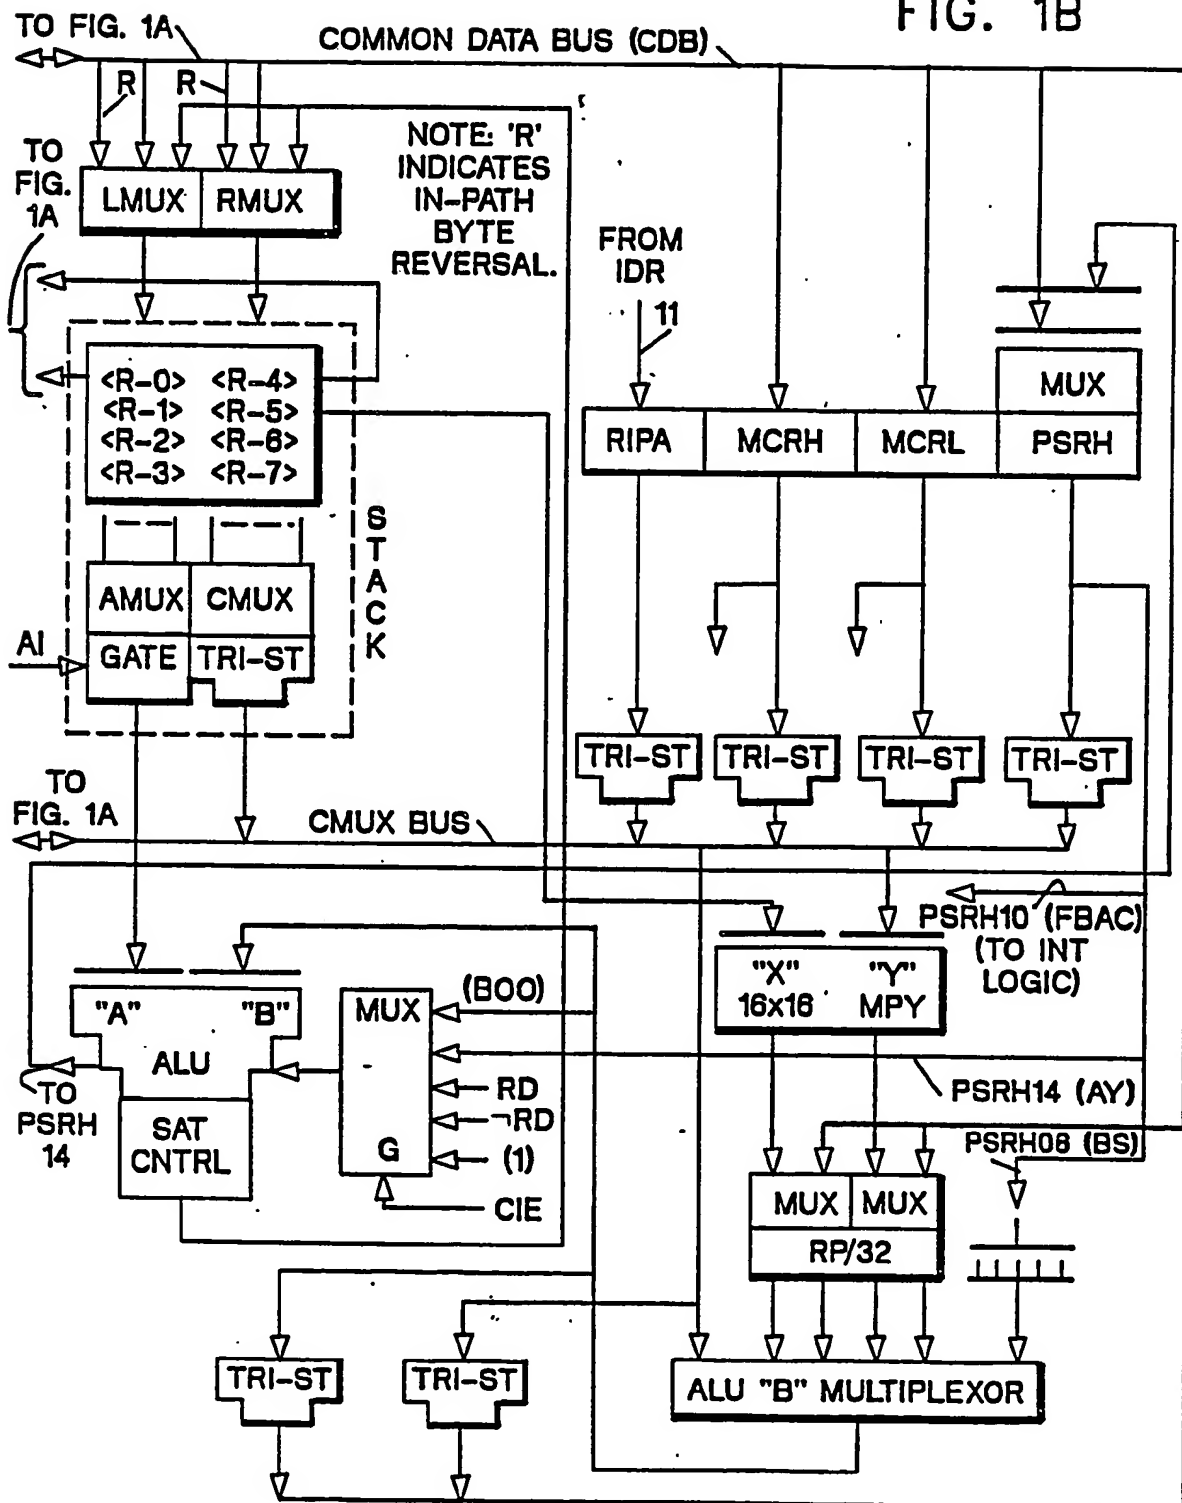 FIG. 1B
TO FIG. 1A
COMMON DATA BUS (CDB)
R
R
NOTE: 'R'
INDICATES
IN-PATH
BYTE
REVERSAL.
TO
FIG.
1A
LMUX
RMUX
FROM
IDR
11
<R-0> <R-4>
<R-1> <R-5>
<R-2> <R-6>
<R-3> <R-7>
MUX
RIPA
MCRH
MCRL
PSRH
STACK
AMUX
CMUX
AI
GATE
TRI-ST
TRI-ST
TRI-ST
TRI-ST
TRI-ST
TO
FIG. 1A
CMUX BUS
PSRH10 (FBAC)
(TO INT
LOGIC)
"X" "Y"
16x16 MPY
"A" "B"
ALU
MUX
(BOO)
TO
PSRH
14
SAT
CNTRL
RD
¬RD
G
(1)
CIE
PSRH14 (AY)
PSRH08 (BS)
MUX
MUX
RP/32
TRI-ST
TRI-ST
ALU "B" MULTIPLEXOR